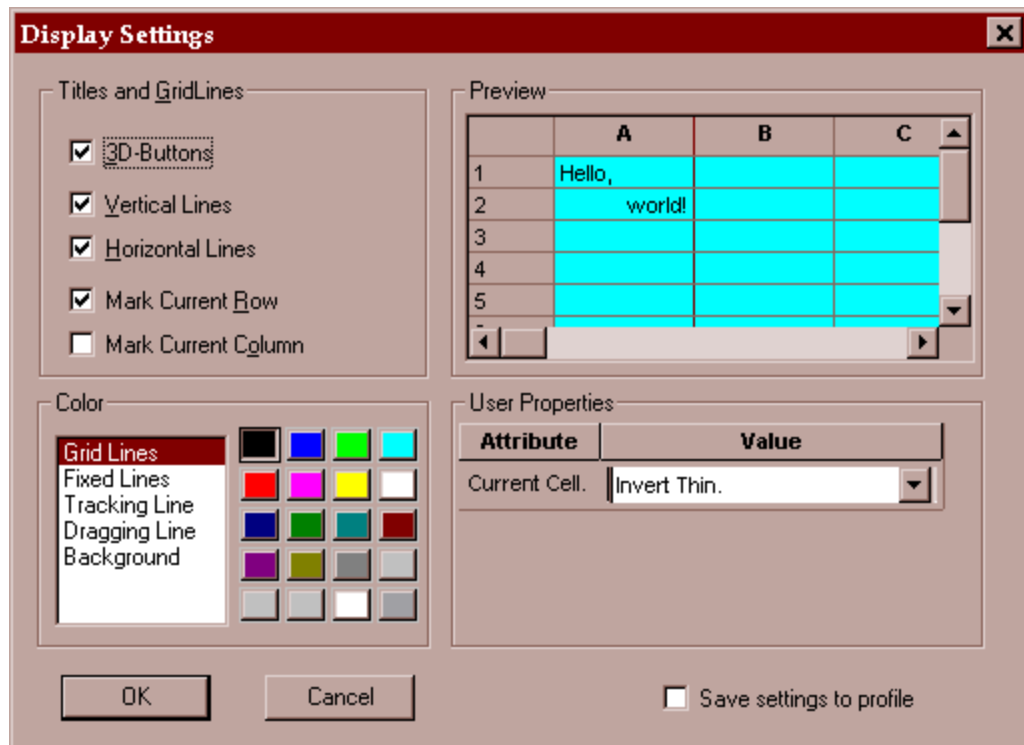 Display Settings
Titles and GridLines
3D-Buttons
Vertical Lines
Horizontal Lines
Mark Current Row
Mark Current Column
Preview
A B C
1 Hello,
2 world!
3
4
5
Color
Grid Lines
Fixed Lines
Tracking Line
Dragging Line
Background
User Properties
Attribute Value
Current Cell. Invert Thin.
OK
Cancel
Save settings to profile